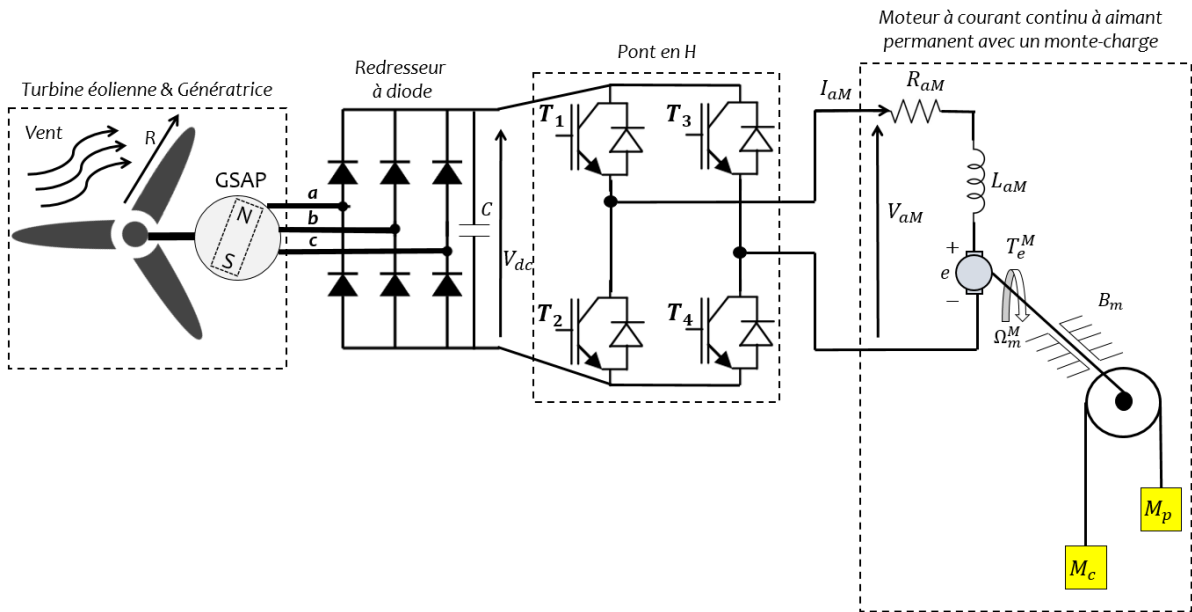 Moteur à courant continu à aimant
permanent avec un monte-charge
Pont en H
Redresseur
à diode
Turbine éolienne & Génératrice
Vent
R
GSAP
N
S
a
b
c
C
V_dc
T_1
T_3
T_2
T_4
I_aM
R_aM
L_aM
V_aM
+
e
−
T_e^M
Ω_m^M
B_m
M_p
M_c